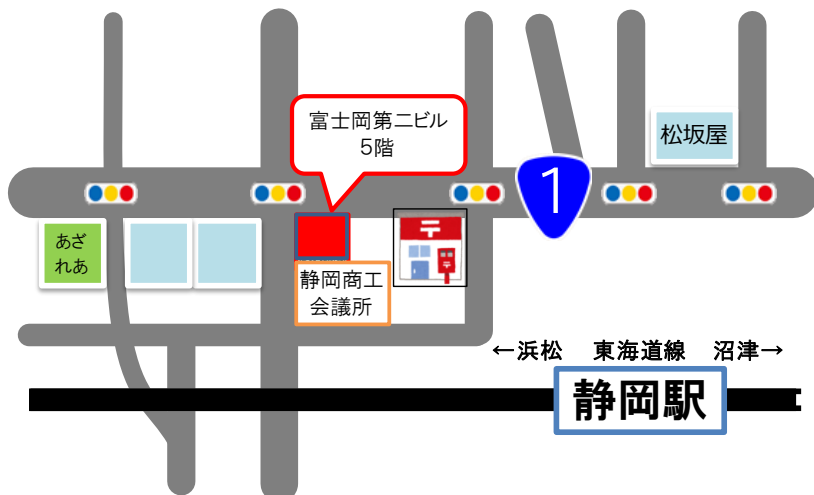 富士岡第二ビル
5階
松坂屋
1
あざ
れあ
〒
静岡商工
会議所
←浜松 東海道線 沼津→
静岡駅